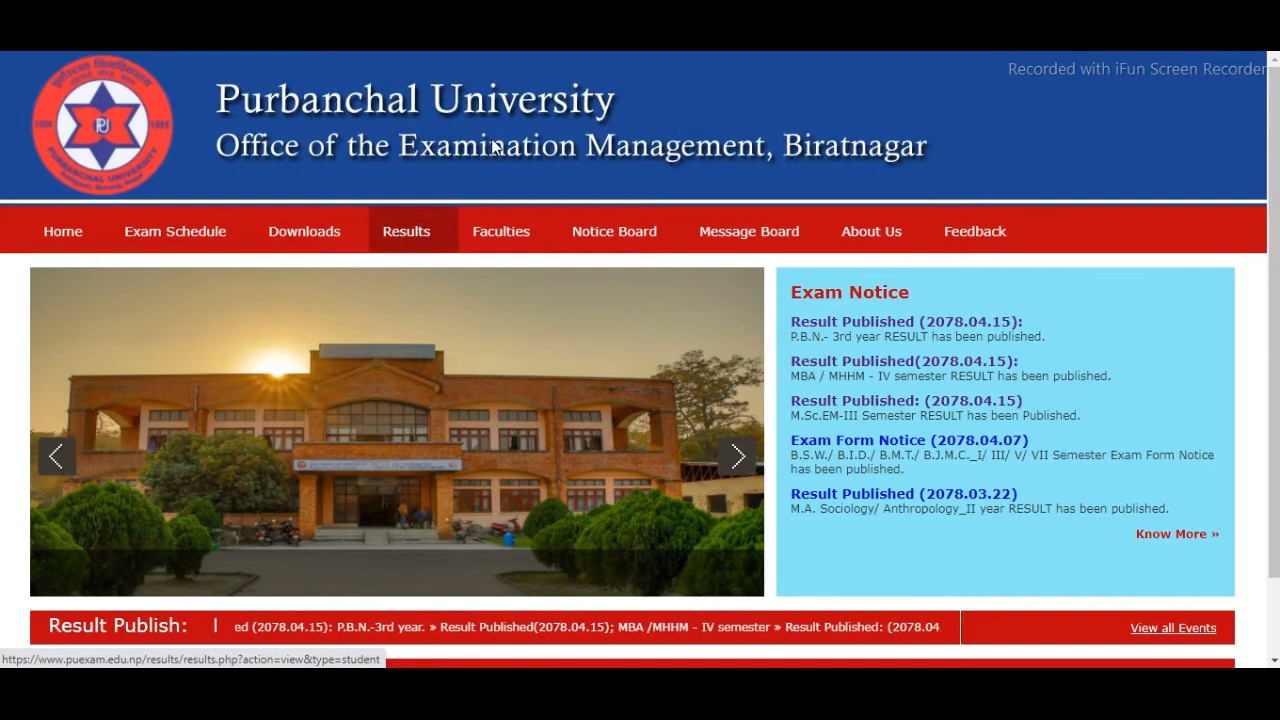 Recorded with iFun Screen Recorder
Purbanchal University
Office of the Examination Management, Biratnagar
PU
PURBANCHAL UNIVERSITY
Home Exam Schedule Downloads Results Faculties Notice Board Message Board About Us Feedback
Exam Notice
Result Published (2078.04.15):
P.B.N.- 3rd year RESULT has been published.
Result Published(2078.04.15):
MBA / MHHM - IV semester RESULT has been published.
Result Published: (2078.04.15)
M.Sc.EM-III Semester RESULT has been Published.
Exam Form Notice (2078.04.07)
B.S.W./ B.I.D./ B.M.T./ B.J.M.C._I/ III/ V/ VII Semester Exam Form Notice
has been published.
Result Published (2078.03.22)
M.A. Sociology/ Anthropology_II year RESULT has been published.
Know More »
Result Publish: | ed (2078.04.15): P.B.N.-3rd year. » Result Published(2078.04.15); MBA /MHHM - IV semester » Result Published: (2078.04 View all Events
https://www.puexam.edu.np/results/results.php?action=view&type=student